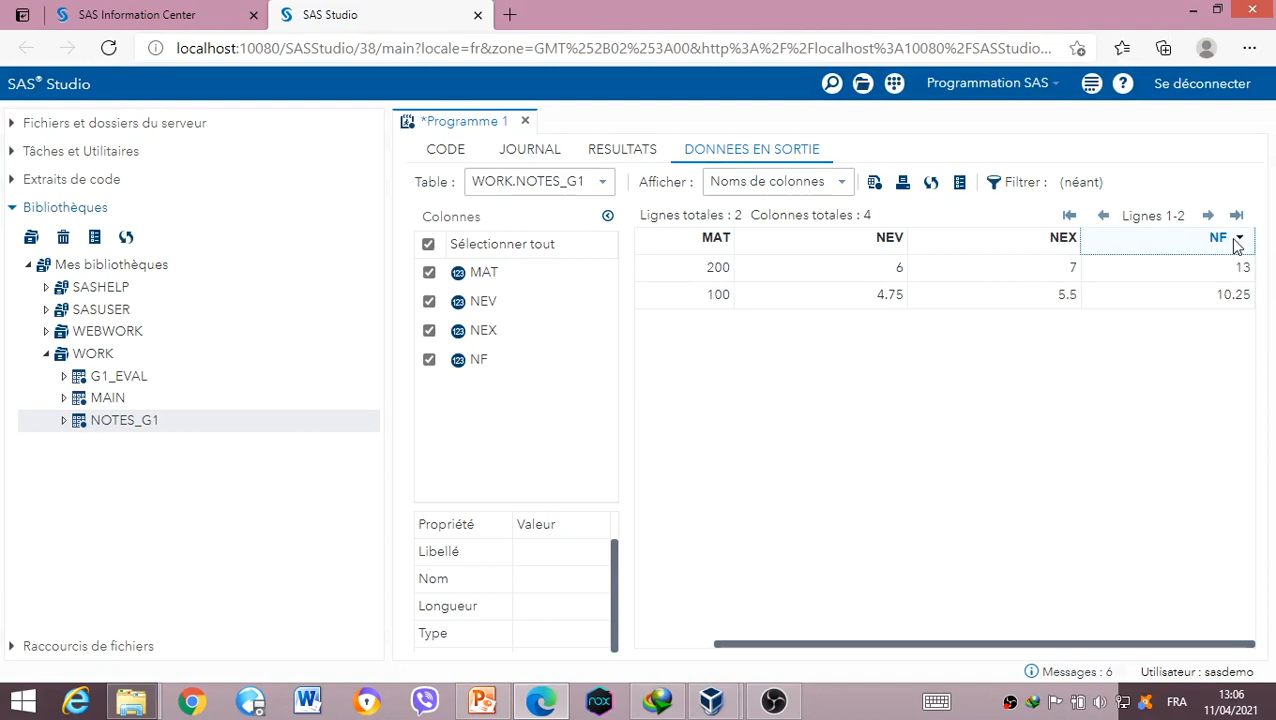 SAS Information Center
SAS Studio
localhost:10080/SASStudio/38/main?locale=fr&zone=GMT%252B02%253A00&http%3A%2F%2Flocalhost%3A10080%2FSASStudio...
SAS® Studio
Programmation SAS
Se déconnecter
Fichiers et dossiers du serveur
Tâches et Utilitaires
Extraits de code
Bibliothèques
Mes bibliothèques
SASHELP
SASUSER
WEBWORK
WORK
G1_EVAL
MAIN
NOTES_G1
Raccourcis de fichiers
*Programme 1
CODE JOURNAL RESULTATS DONNEES EN SORTIE
Table : WORK.NOTES_G1 Afficher : Noms de colonnes Filtrer : (néant)
Colonnes
Sélectionner tout
123 MAT
123 NEV
123 NEX
123 NF
Propriété Valeur
Libellé
Nom
Longueur
Type
Lignes totales : 2 Colonnes totales : 4 Lignes 1-2
MAT NEV NEX NF
200 6 7 13
100 4.75 5.5 10.25
Messages : 6 Utilisateur : sasdemo
FRA
13:06
11/04/2021